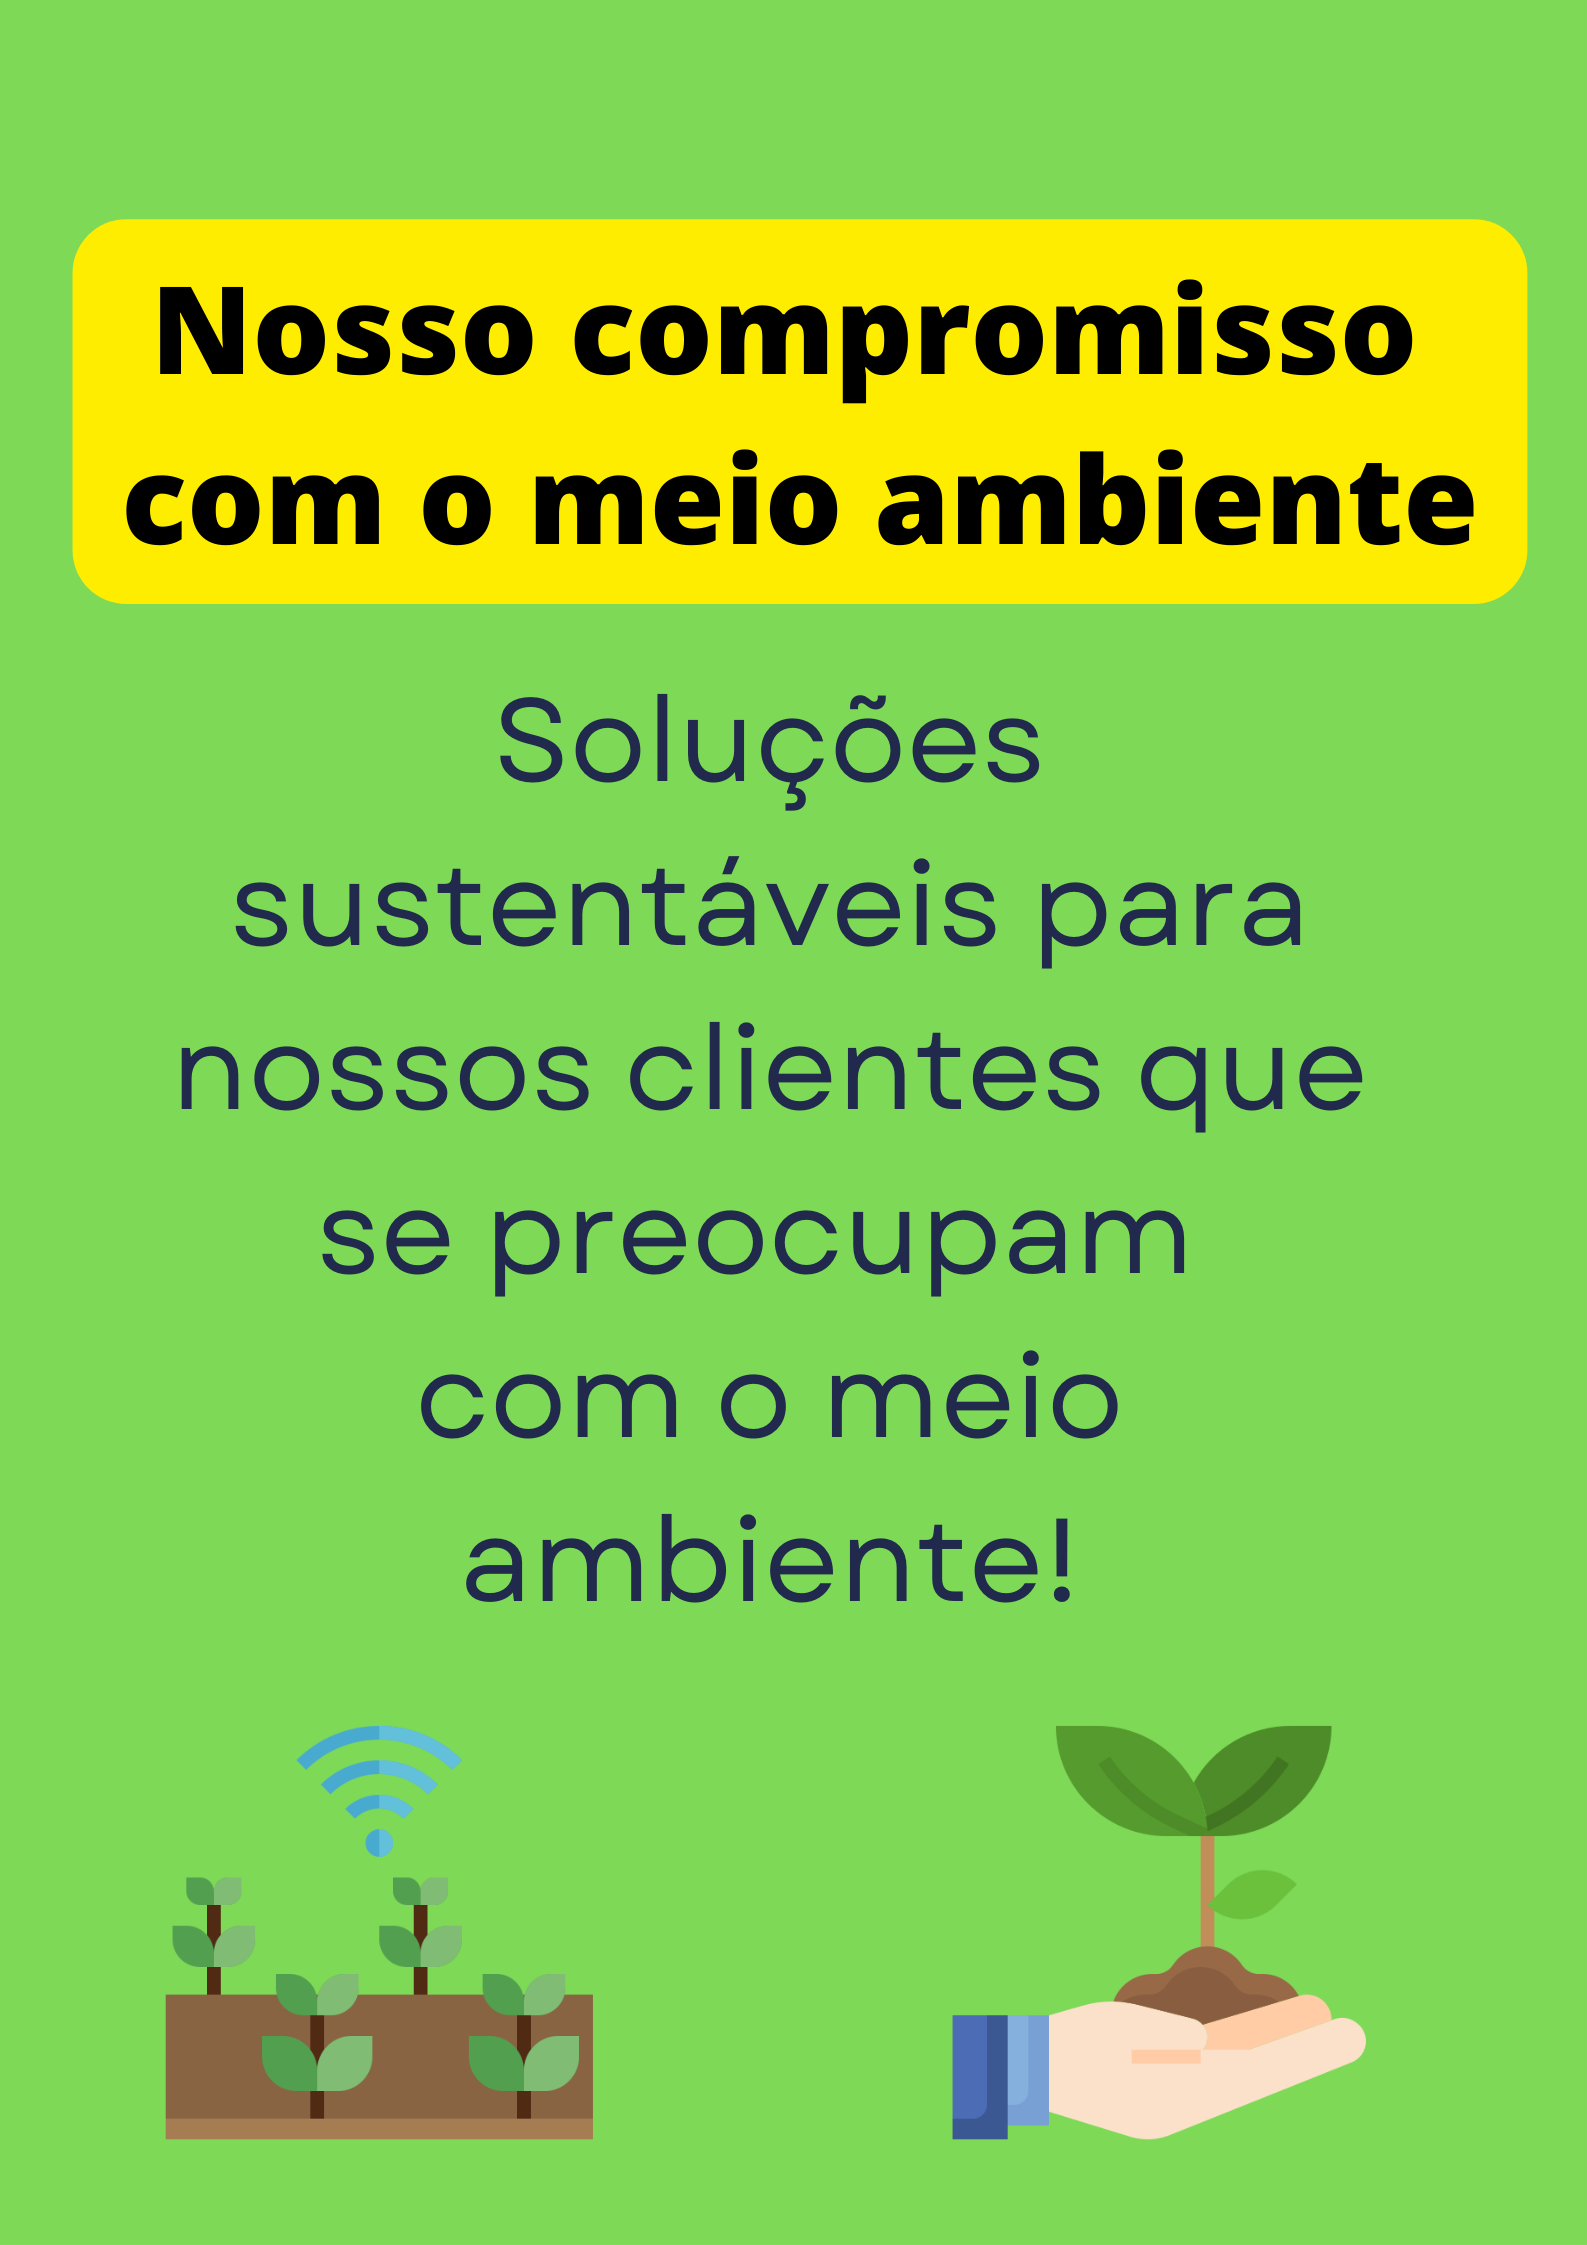 Nosso compromisso
com o meio ambiente
Soluções
sustentáveis para
nossos clientes que
se preocupam
com o meio
ambiente!